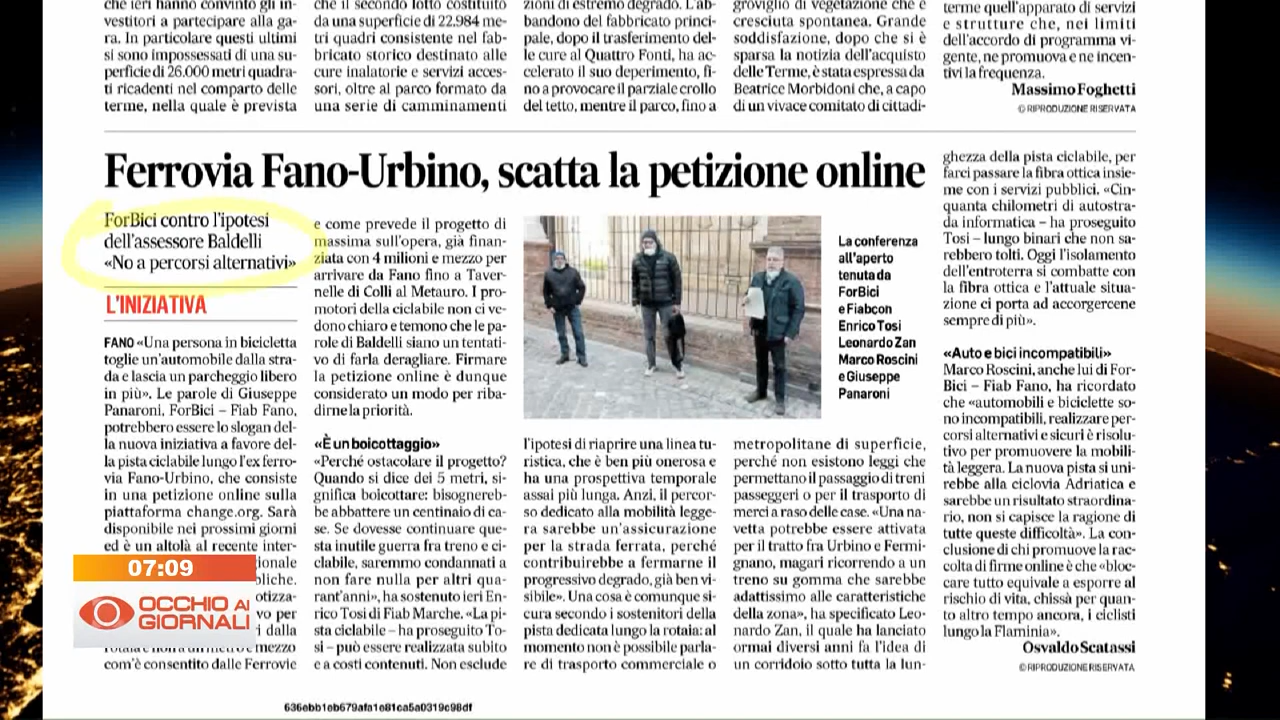 che ieri hanno convinto gli in-
vestitori a partecipare alla ga-
ra. In particolare questi ultimi
si sono impossessati di una su-
perficie di 26.000 metri quadra-
ti ricadenti nel comparto delle
terme, nella quale è prevista
che il secondo lotto costituito
da una superficie di 22.984 me-
tri quadri consistente nel fab-
bricato storico destinato alle
cure inalatorie e servizi acces-
sori, oltre al parco formato da
una serie di camminamenti
zioni di estremo degrado. L'ab-
bandono del fabbricato princi-
pale, dopo il trasferimento del-
le cure al Quattro Fonti, ha ac-
celerato il suo deperimento, fi-
no a provocare il parziale crollo
del tetto, mentre il parco, fino a
groviglio di vegetazione che è
cresciuta spontanea. Grande
soddisfazione, dopo che si è
sparsa la notizia dell'acquisto
delle Terme, è stata espressa da
Beatrice Morbidoni che, a capo
di un vivace comitato di cittadi-
terme quell'apparato di servizi
e strutture che, nei limiti
dell'accordo di programma vi-
gente, ne promuova e ne incen-
tivi la frequenza.
Massimo Foghetti
© RIPRODUZIONE RISERVATA
Ferrovia Fano-Urbino, scatta la petizione online
ForBici contro l'ipotesi
dell'assessore Baldelli
«No a percorsi alternativi»
L'INIZIATIVA
FANO «Una persona in bicicletta
toglie un'automobile dalla stra-
da e lascia un parcheggio libero
in più». Le parole di Giuseppe
Panaroni, ForBici – Fiab Fano,
potrebbero essere lo slogan del-
la nuova iniziativa a favore del-
la pista ciclabile lungo l'ex ferro-
via Fano-Urbino, che consiste
in una petizione online sulla
piattaforma change.org. Sarà
disponibile nei prossimi giorni
ed è un altolà al recente inter-
ionale
bliche.
otizza-
vo per
i dalla
rotaia e non a un metro e mezzo
com'è consentito dalle Ferrovie
e come prevede il progetto di
massima sull'opera, già finan-
ziata con 4 milioni e mezzo per
arrivare da Fano fino a Taver-
nelle di Colli al Metauro. I pro-
motori della ciclabile non ci ve-
dono chiaro e temono che le pa-
role di Baldelli siano un tentati-
vo di farla deragliare. Firmare
la petizione online è dunque
considerato un modo per riba-
dirne la priorità.
«È un boicottaggio»
«Perché ostacolare il progetto?
Quando si dice dei 5 metri, si-
gnifica boicottare: bisognereb-
be abbattere un centinaio di ca-
se. Se dovesse continuare que-
sta inutile guerra fra treno e ci-
clabile, saremmo condannati a
non fare nulla per altri qua-
rant'anni», ha sostenuto ieri En-
rico Tosi di Fiab Marche. «La pi-
sta ciclabile – ha proseguito To-
si – può essere realizzata subito
e a costi contenuti. Non esclude
La conferenza
all'aperto
tenuta da
ForBici
e Fiab con
Enrico Tosi
Leonardo Zan
Marco Roscini
e Giuseppe
Panaroni
l'ipotesi di riaprire una linea tu-
ristica, che è ben più onerosa e
ha una prospettiva temporale
assai più lunga. Anzi, il percor-
so dedicato alla mobilità legge-
ra sarebbe un'assicurazione
per la strada ferrata, perché
contribuirebbe a fermarne il
progressivo degrado, già ben vi-
sibile». Una cosa è comunque si-
cura secondo i sostenitori della
pista dedicata lungo la rotaia: al
momento non è possibile parla-
re di trasporto commerciale o
metropolitane di superficie,
perché non esistono leggi che
permettano il passaggio di treni
passeggeri o per il trasporto di
merci a raso delle case. «Una na-
vetta potrebbe essere attivata
per il tratto fra Urbino e Fermi-
gnano, magari ricorrendo a un
treno su gomma che sarebbe
adattissimo alle caratteristiche
della zona», ha specificato Leo-
nardo Zan, il quale ha lanciato
ormai diversi anni fa l'idea di
un corridoio sotto tutta la lun-
ghezza della pista ciclabile, per
farci passare la fibra ottica insie-
me con i servizi pubblici. «Cin-
quanta chilometri di autostra-
da informatica – ha proseguito
Tosi – lungo binari che non sa-
rebbero tolti. Oggi l'isolamento
dell'entroterra si combatte con
la fibra ottica e l'attuale situa-
zione ci porta ad accorgercene
sempre di più».
«Auto e bici incompatibili»
Marco Roscini, anche lui di For-
Bici – Fiab Fano, ha ricordato
che «automobili e biciclette so-
no incompatibili, realizzare per-
corsi alternativi e sicuri è risolu-
tivo per promuovere la mobili-
tà leggera. La nuova pista si uni-
rebbe alla ciclovia Adriatica e
sarebbe un risultato straordina-
rio, non si capisce la ragione di
tutte queste difficoltà». La con-
clusione di chi promuove la rac-
colta di firme online è che «bloc-
care tutto equivale a esporre al
rischio di vita, chissà per quan-
to altro tempo ancora, i ciclisti
lungo la Flaminia».
Osvaldo Scatassi
© RIPRODUZIONE RISERVATA
07:09
OCCHIO AI
GIORNALI
636ebb1eb679afa1e81ca5a0319c98df